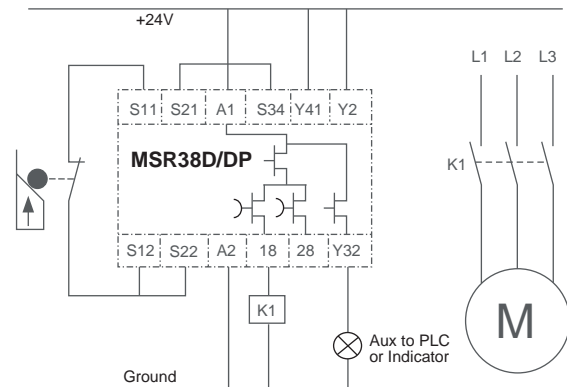 +24V
L1 L2 L3
S11 S21 A1 S34 Y41 Y2
MSR38D/DP
K1
S12 S22 A2 18 28 Y32
K1
M
Aux to PLC
or Indicator
Ground